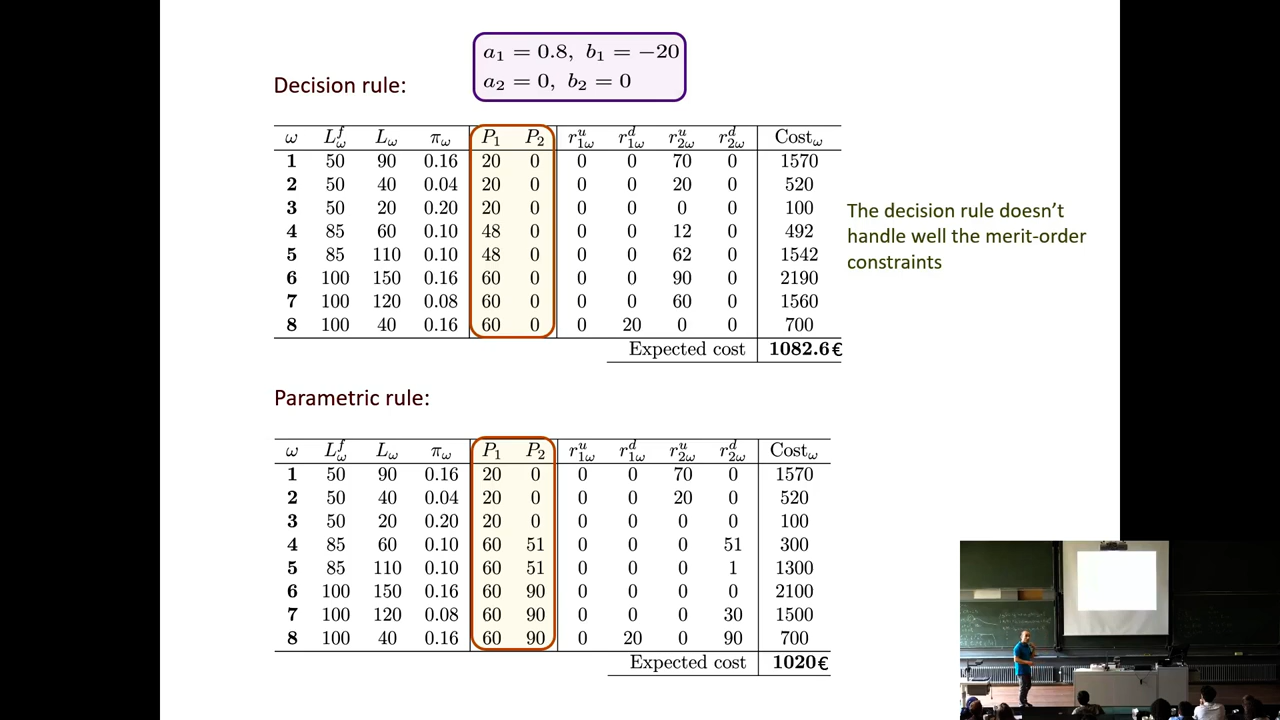 a₁ = 0.8, b₁ = −20
a₂ = 0, b₂ = 0
Decision rule:
ω L^f_ω L_ω π_ω P₁ P₂ r^u_1ω r^d_1ω r^u_2ω r^d_2ω Cost_ω
1 50 90 0.16 20 0 0 0 70 0 1570
2 50 40 0.04 20 0 0 0 20 0 520
3 50 20 0.20 20 0 0 0 0 0 100
4 85 60 0.10 48 0 0 0 12 0 492
5 85 110 0.10 48 0 0 0 62 0 1542
6 100 150 0.16 60 0 0 0 90 0 2190
7 100 120 0.08 60 0 0 0 60 0 1560
8 100 40 0.16 60 0 0 20 0 0 700
Expected cost 1082.6€
The decision rule doesn't
handle well the merit-order
constraints
Parametric rule:
ω L^f_ω L_ω π_ω P₁ P₂ r^u_1ω r^d_1ω r^u_2ω r^d_2ω Cost_ω
1 50 90 0.16 20 0 0 0 70 0 1570
2 50 40 0.04 20 0 0 0 20 0 520
3 50 20 0.20 20 0 0 0 0 0 100
4 85 60 0.10 60 51 0 0 0 51 300
5 85 110 0.10 60 51 0 0 0 1 1300
6 100 150 0.16 60 90 0 0 0 0 2100
7 100 120 0.08 60 90 0 0 0 30 1500
8 100 40 0.16 60 90 0 20 0 90 700
Expected cost 1020€